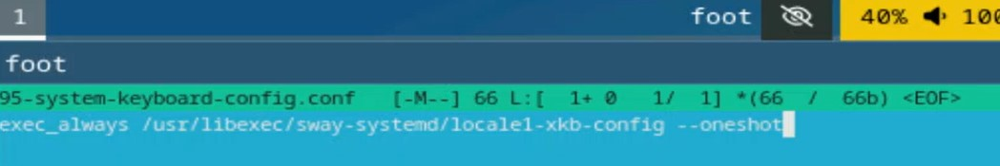 1
foot
40% 100
foot
95-system-keyboard-config.conf [-M--] 66 L:[ 1+ 0 1/ 1] *(66 / 66b) <EOF>
exec_always /usr/libexec/sway-systemd/locale1-xkb-config --oneshot